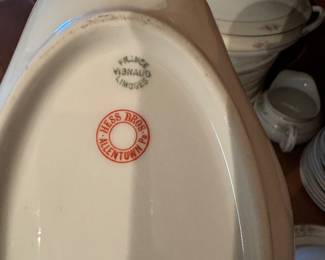 FRANCE
VIGNAUD
LIMOGES
· HESS BROS ·
ALLENTOWN Pa